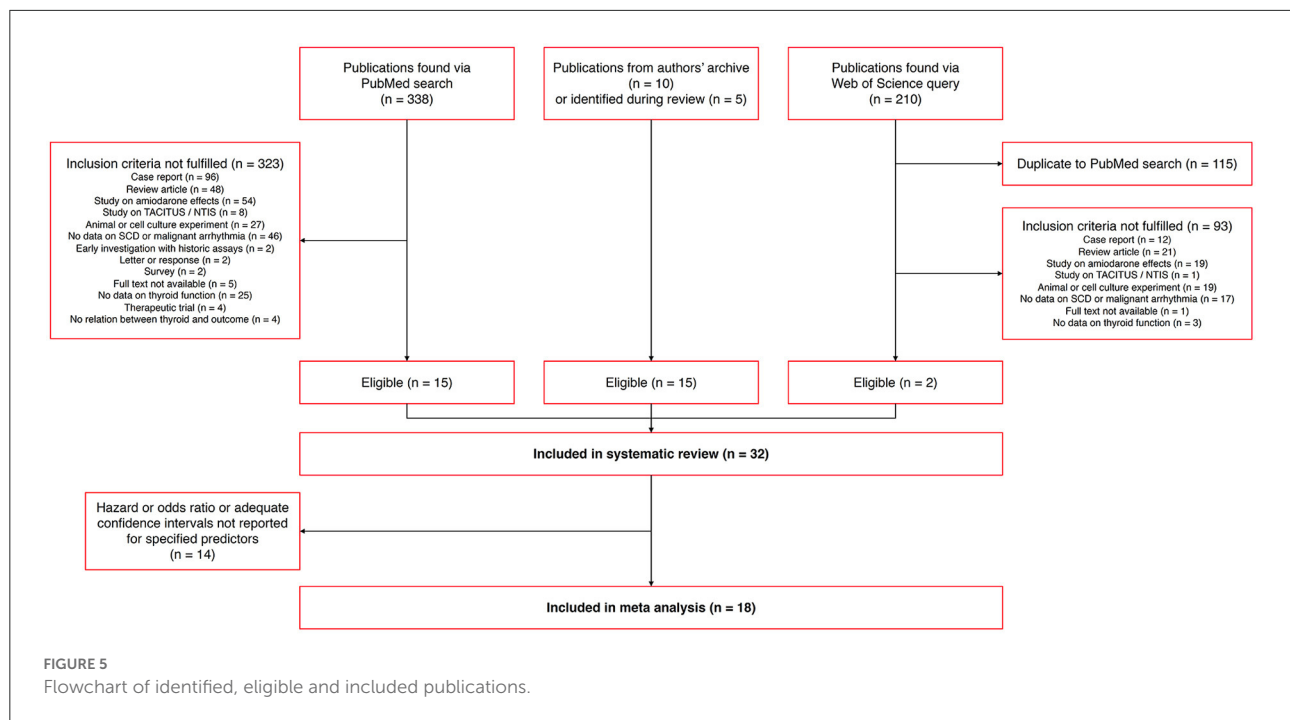 Publications found via
PubMed search
(n = 338)
Publications from authors' archive
(n = 10)
or identified during review (n = 5)
Publications found via
Web of Science query
(n = 210)
Inclusion criteria not fulfilled (n = 323)
Case report (n = 96)
Review article (n = 48)
Study on amiodarone effects (n = 54)
Study on TACITUS / NTIS (n = 8)
Animal or cell culture experiment (n = 27)
No data on SCD or malignant arrhythmia (n = 46)
Early investigation with historic assays (n = 2)
Letter or response (n = 2)
Survey (n = 2)
Full text not available (n = 5)
No data on thyroid function (n = 25)
Therapeutic trial (n = 4)
No relation between thyroid and outcome (n = 4)
Duplicate to PubMed search (n = 115)
Inclusion criteria not fulfilled (n = 93)
Case report (n = 12)
Review article (n = 21)
Study on amiodarone effects (n = 19)
Study on TACITUS / NTIS (n = 1)
Animal or cell culture experiment (n = 19)
No data on SCD or malignant arrhythmia (n = 17)
Full text not available (n = 1)
No data on thyroid function (n = 3)
Eligible (n = 15)
Eligible (n = 15)
Eligible (n = 2)
Included in systematic review (n = 32)
Hazard or odds ratio or adequate
confidence intervals not reported
for specified predictors
(n = 14)
Included in meta analysis (n = 18)
FIGURE 5
Flowchart of identified, eligible and included publications.